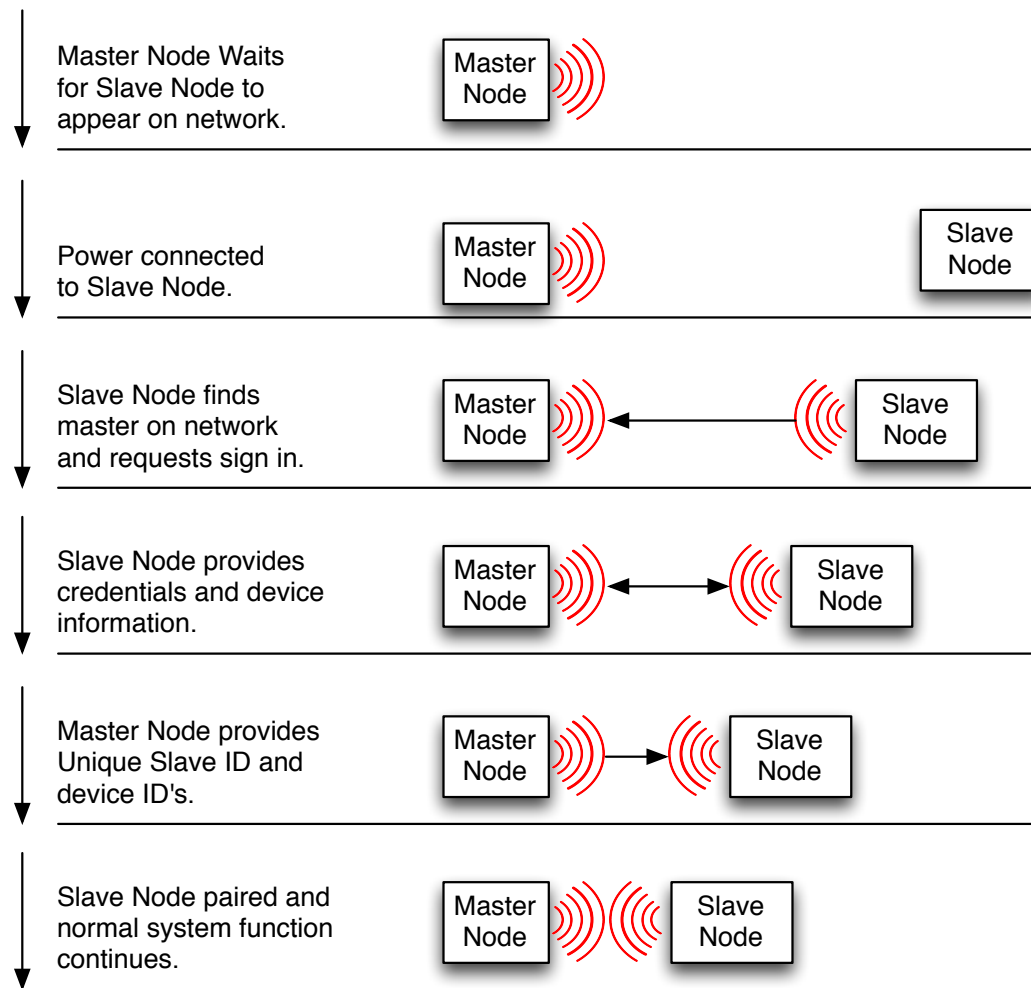 Master Node Waits
for Slave Node to
appear on network.
Master
Node
Power connected
to Slave Node.
Master
Node
Slave
Node
Slave Node finds
master on network
and requests sign in.
Master
Node
Slave
Node
Slave Node provides
credentials and device
information.
Master
Node
Slave
Node
Master Node provides
Unique Slave ID and
device ID's.
Master
Node
Slave
Node
Slave Node paired and
normal system function
continues.
Master
Node
Slave
Node